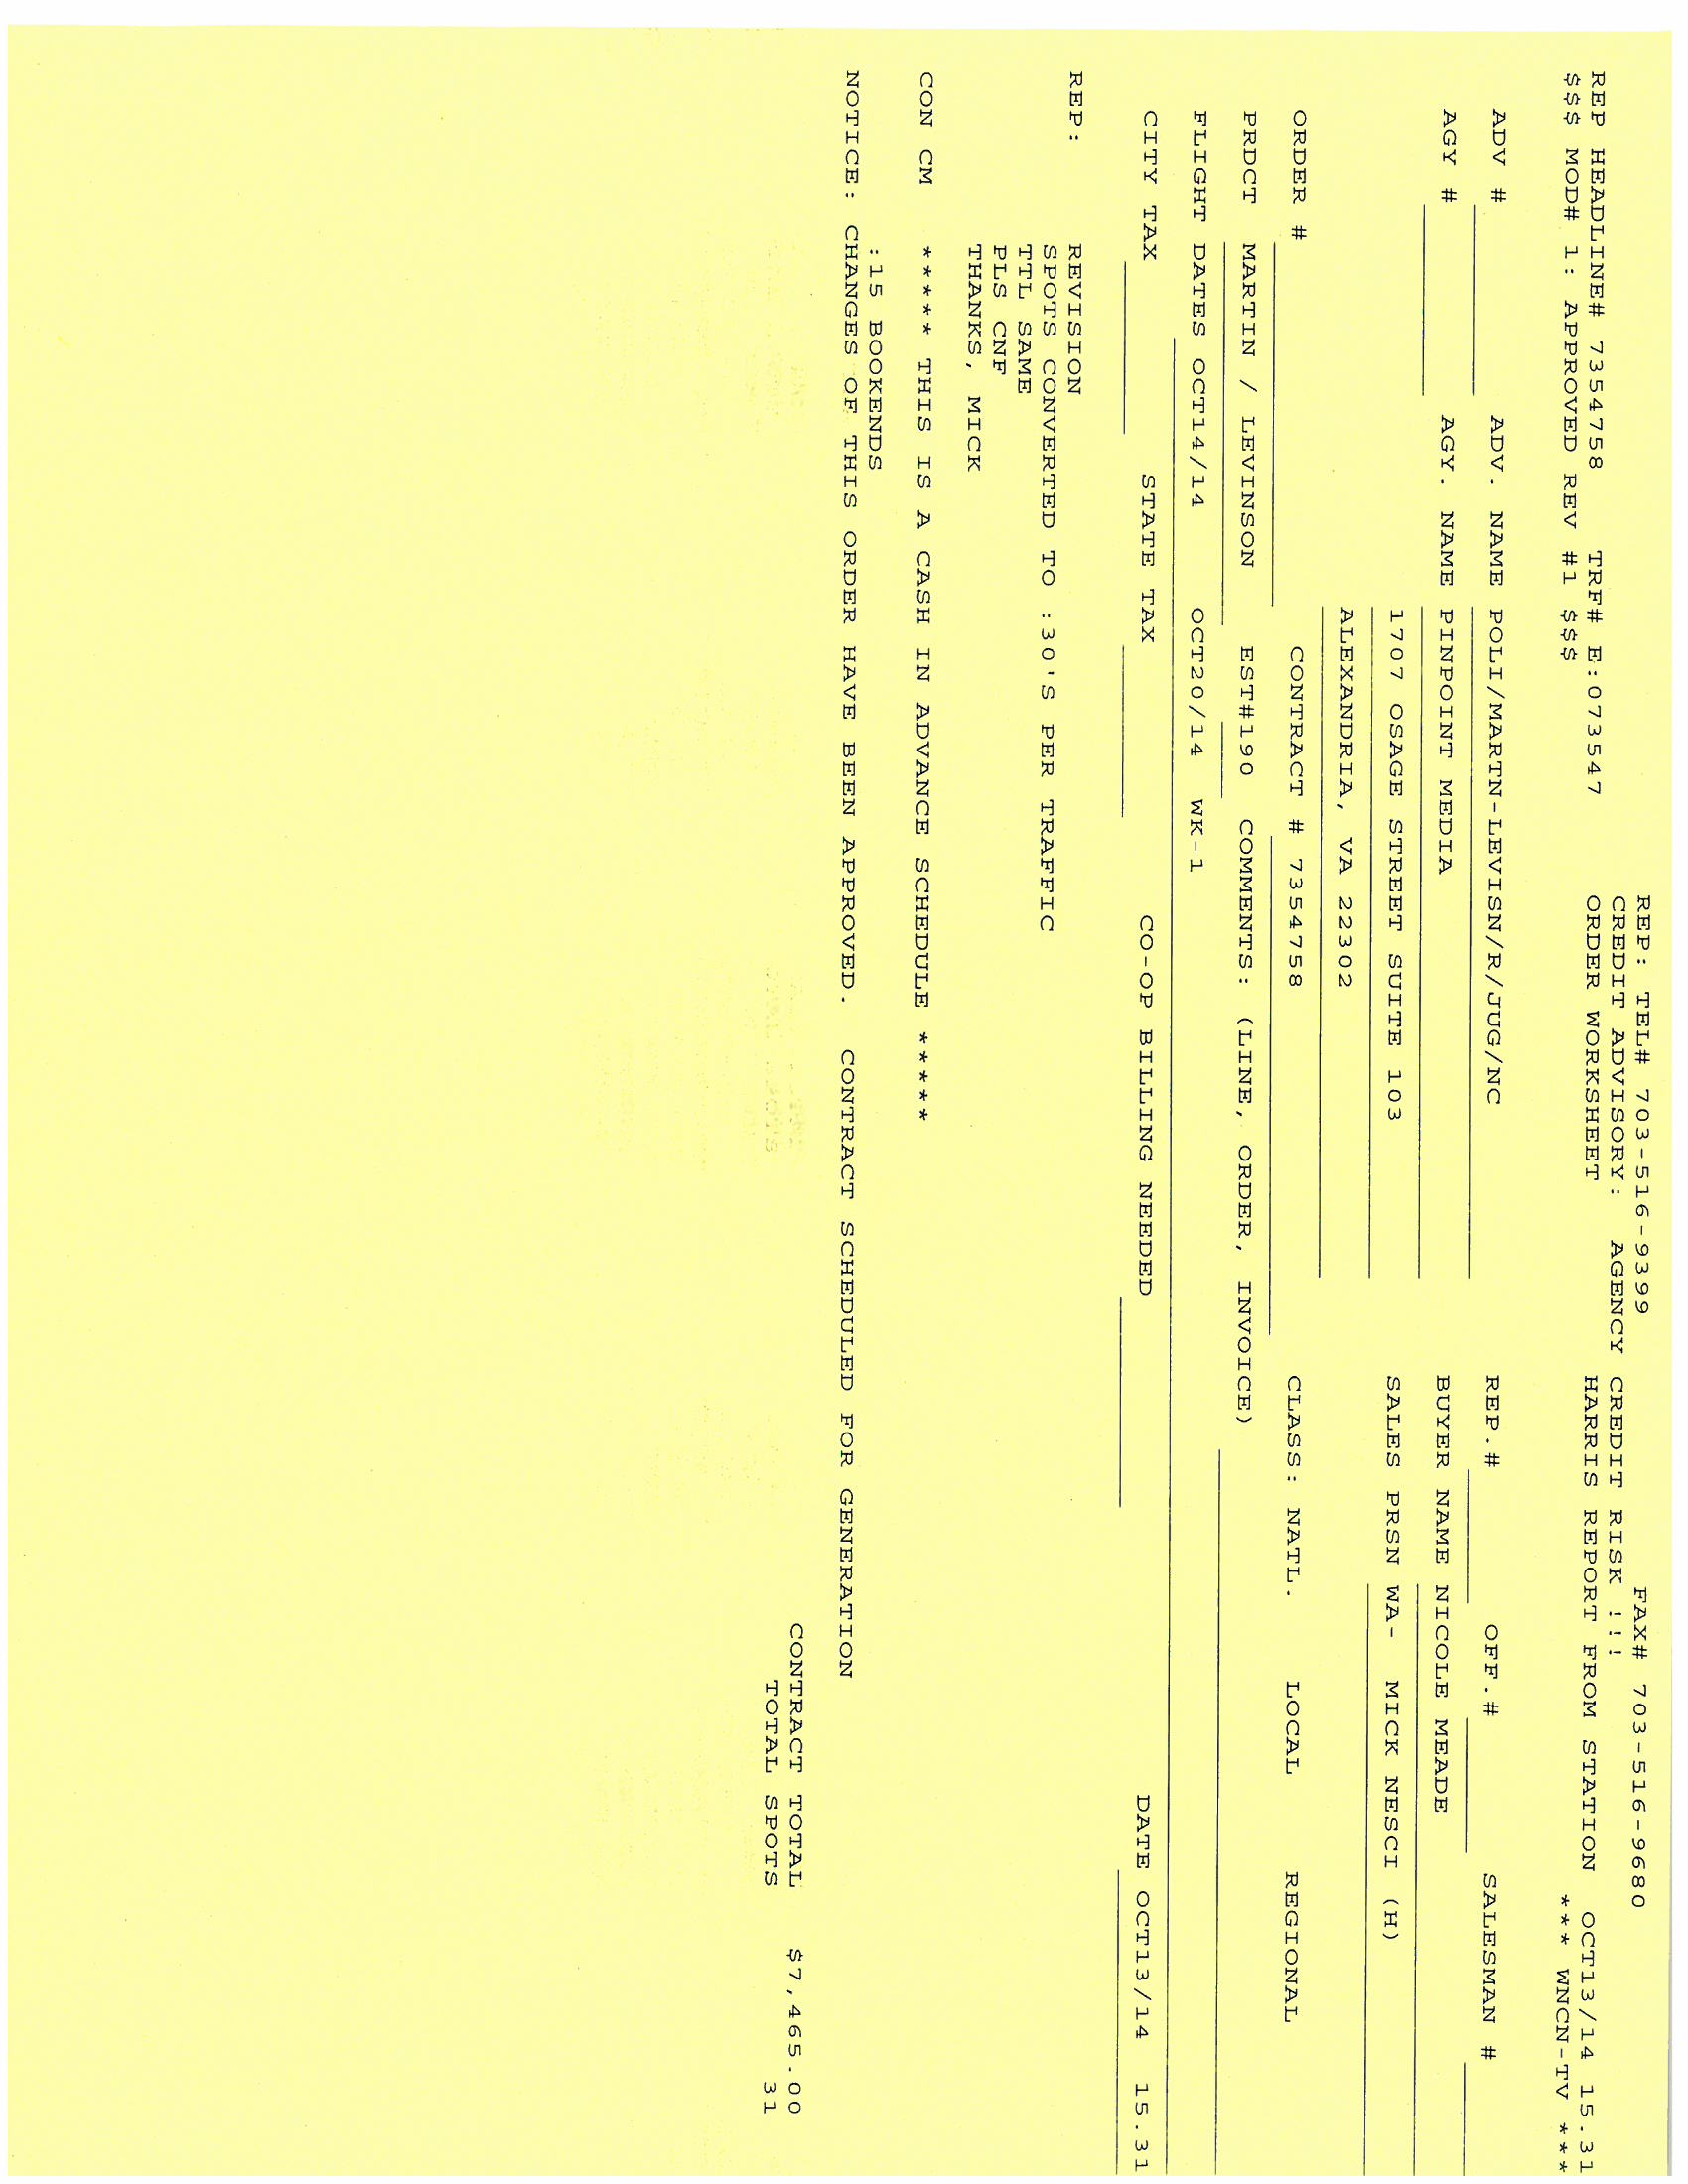 REP: TEL# 703-516-9399 FAX# 703-516-9680
CREDIT ADVISORY: AGENCY CREDIT RISK !!!
REP HEADLINE# 7354758 TRF# E:073547 ORDER WORKSHEET HARRIS REPORT FROM STATION OCT13/14 15.31
$$$ MOD# 1: APPROVED REV #1 $$$ *** WNCN-TV ***
ADV # ADV. NAME POLI/MARTN-LEVISN/R/JUG/NC REP.# OFF.# SALESMAN #
AGY # AGY. NAME PINPOINT MEDIA BUYER NAME NICOLE MEADE
1707 OSAGE STREET SUITE 103 SALES PRSN WA- MICK NESCI (H)
ALEXANDRIA, VA 22302
ORDER # CONTRACT # 7354758 CLASS: NATL. LOCAL REGIONAL
PRDCT MARTIN / LEVINSON EST#190 COMMENTS: (LINE, ORDER, INVOICE)
FLIGHT DATES OCT14/14 OCT20/14 WK-1
CITY TAX STATE TAX CO-OP BILLING NEEDED DATE OCT13/14 15.31
REP: REVISION
SPOTS CONVERTED TO :30'S PER TRAFFIC
TTL SAME
PLS CNF
THANKS, MICK
CON CM ***** THIS IS A CASH IN ADVANCE SCHEDULE *****
:15 BOOKENDS
NOTICE: CHANGES OF THIS ORDER HAVE BEEN APPROVED. CONTRACT SCHEDULED FOR GENERATION
CONTRACT TOTAL $7,465.00
TOTAL SPOTS 31